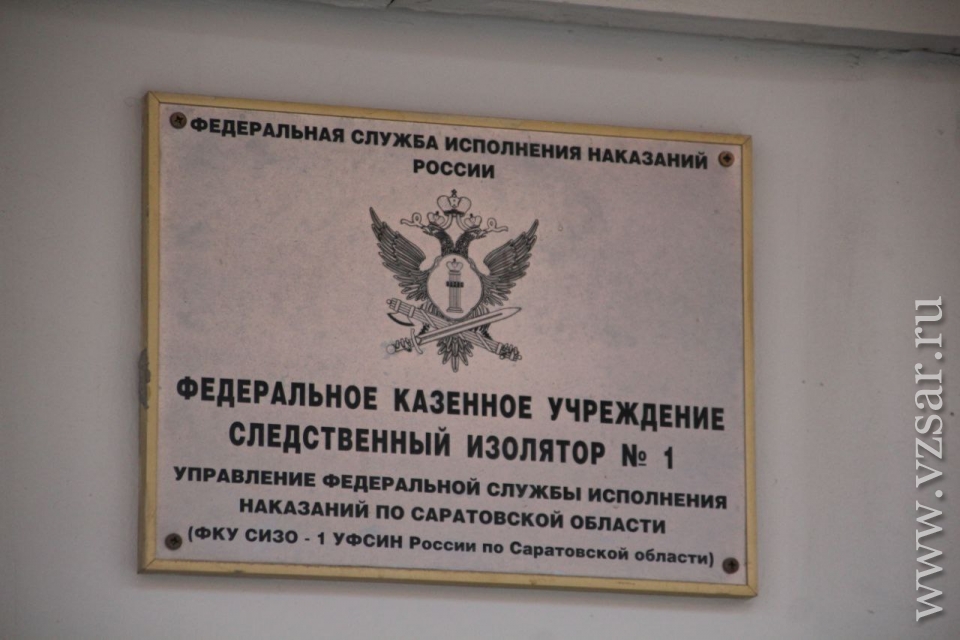 ФЕДЕРАЛЬНАЯ СЛУЖБА ИСПОЛНЕНИЯ НАКАЗАНИЙ
РОССИИ
ФЕДЕРАЛЬНОЕ КАЗЕННОЕ УЧРЕЖДЕНИЕ
СЛЕДСТВЕННЫЙ ИЗОЛЯТОР № 1
УПРАВЛЕНИЕ ФЕДЕРАЛЬНОЙ СЛУЖБЫ ИСПОЛНЕНИЯ
НАКАЗАНИЙ ПО САРАТОВСКОЙ ОБЛАСТИ
(ФКУ СИЗО - 1 УФСИН России по Саратовской области)
www.vzsar.ru